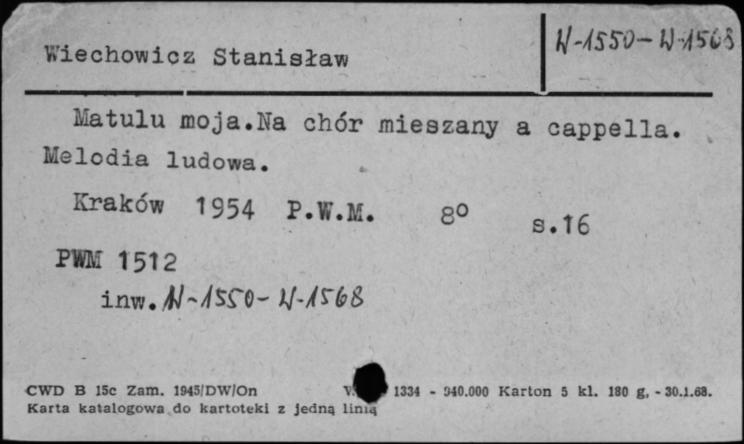 Wiechowicz Stanisław
W-1550-W-1568
Matulu moja.Na chór mieszany a cappella.
Melodia ludowa.
Kraków 1954 P.W.M. 8° s.16
PWM 1512
inw. W-1550-W-1568
CWD B 15c Zam. 1945/DW/On 1334 - 940.000 Karton 5 kl. 180 g, - 30.1.68.
Karta katalogowa do kartoteki z jedną linią